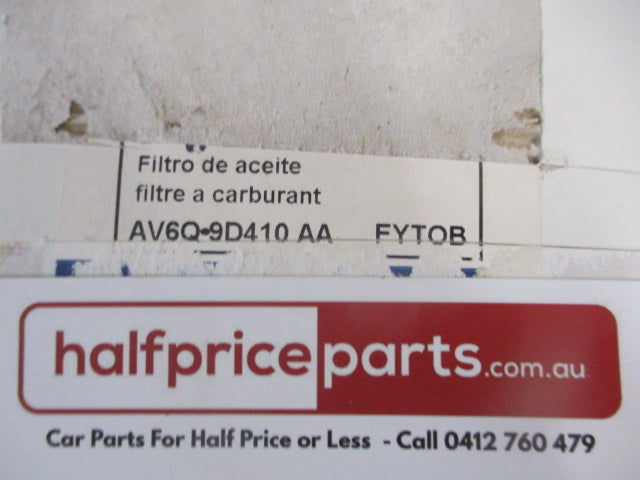 Filtro de aceite
filtre a carburant
AV6Q-9D410 AA FYTOB
halfpriceparts.com.au
Car Parts For Half Price or Less - Call 0412 760 479